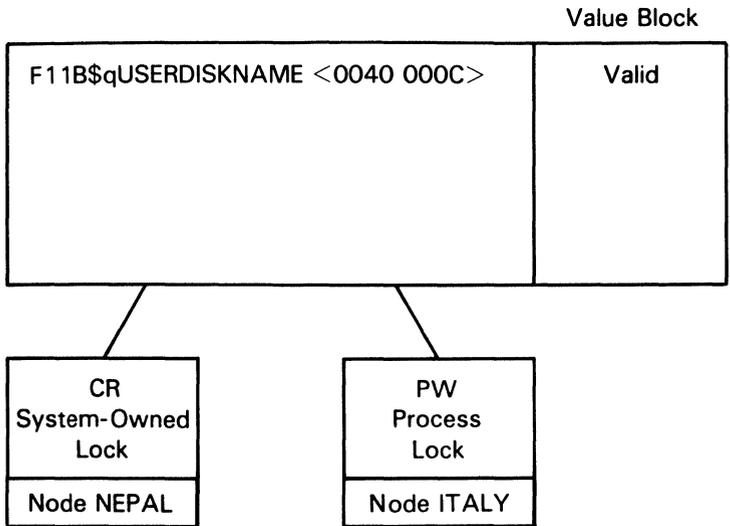 Value Block
F11B$qUSERDISKNAME <0040 000C>
Valid
CR
System-Owned
Lock
Node NEPAL
PW
Process
Lock
Node ITALY